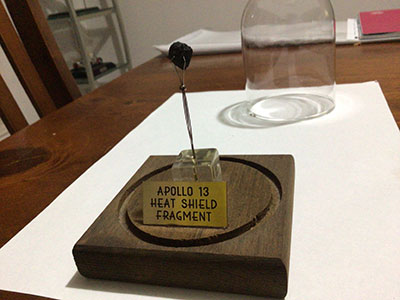 APOLLO 13
HEAT SHIELD
FRAGMENT